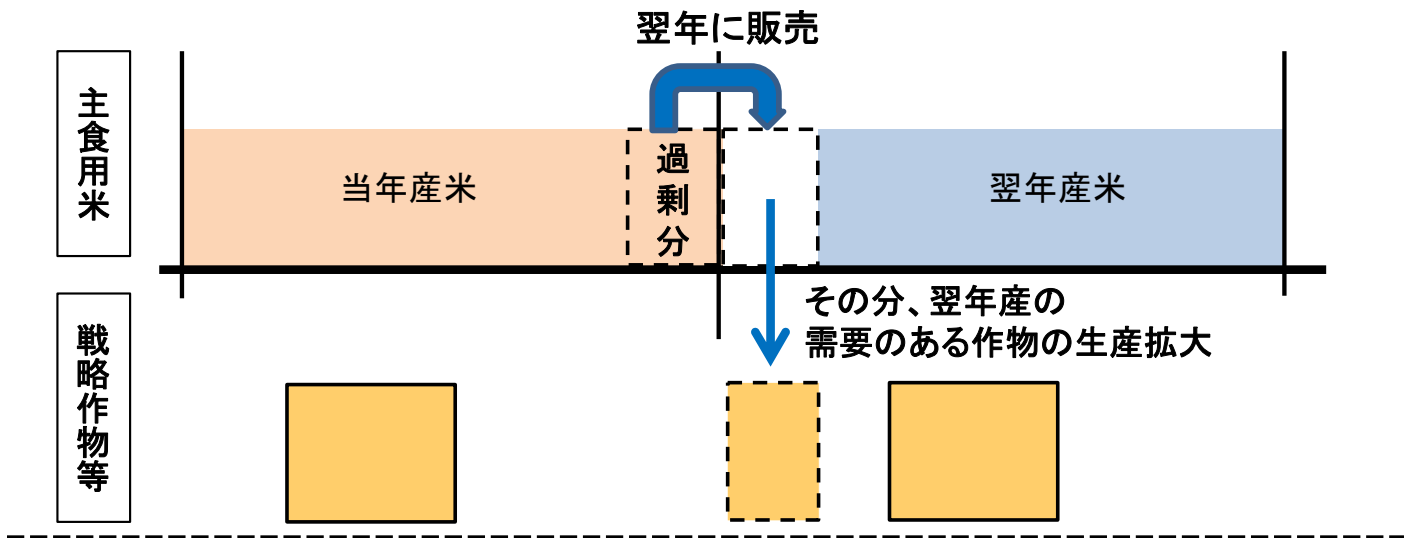 翌年に販売
主食用米
当年産米
過剰分
翌年産米
その分、翌年産の
需要のある作物の生産拡大
戦略作物等